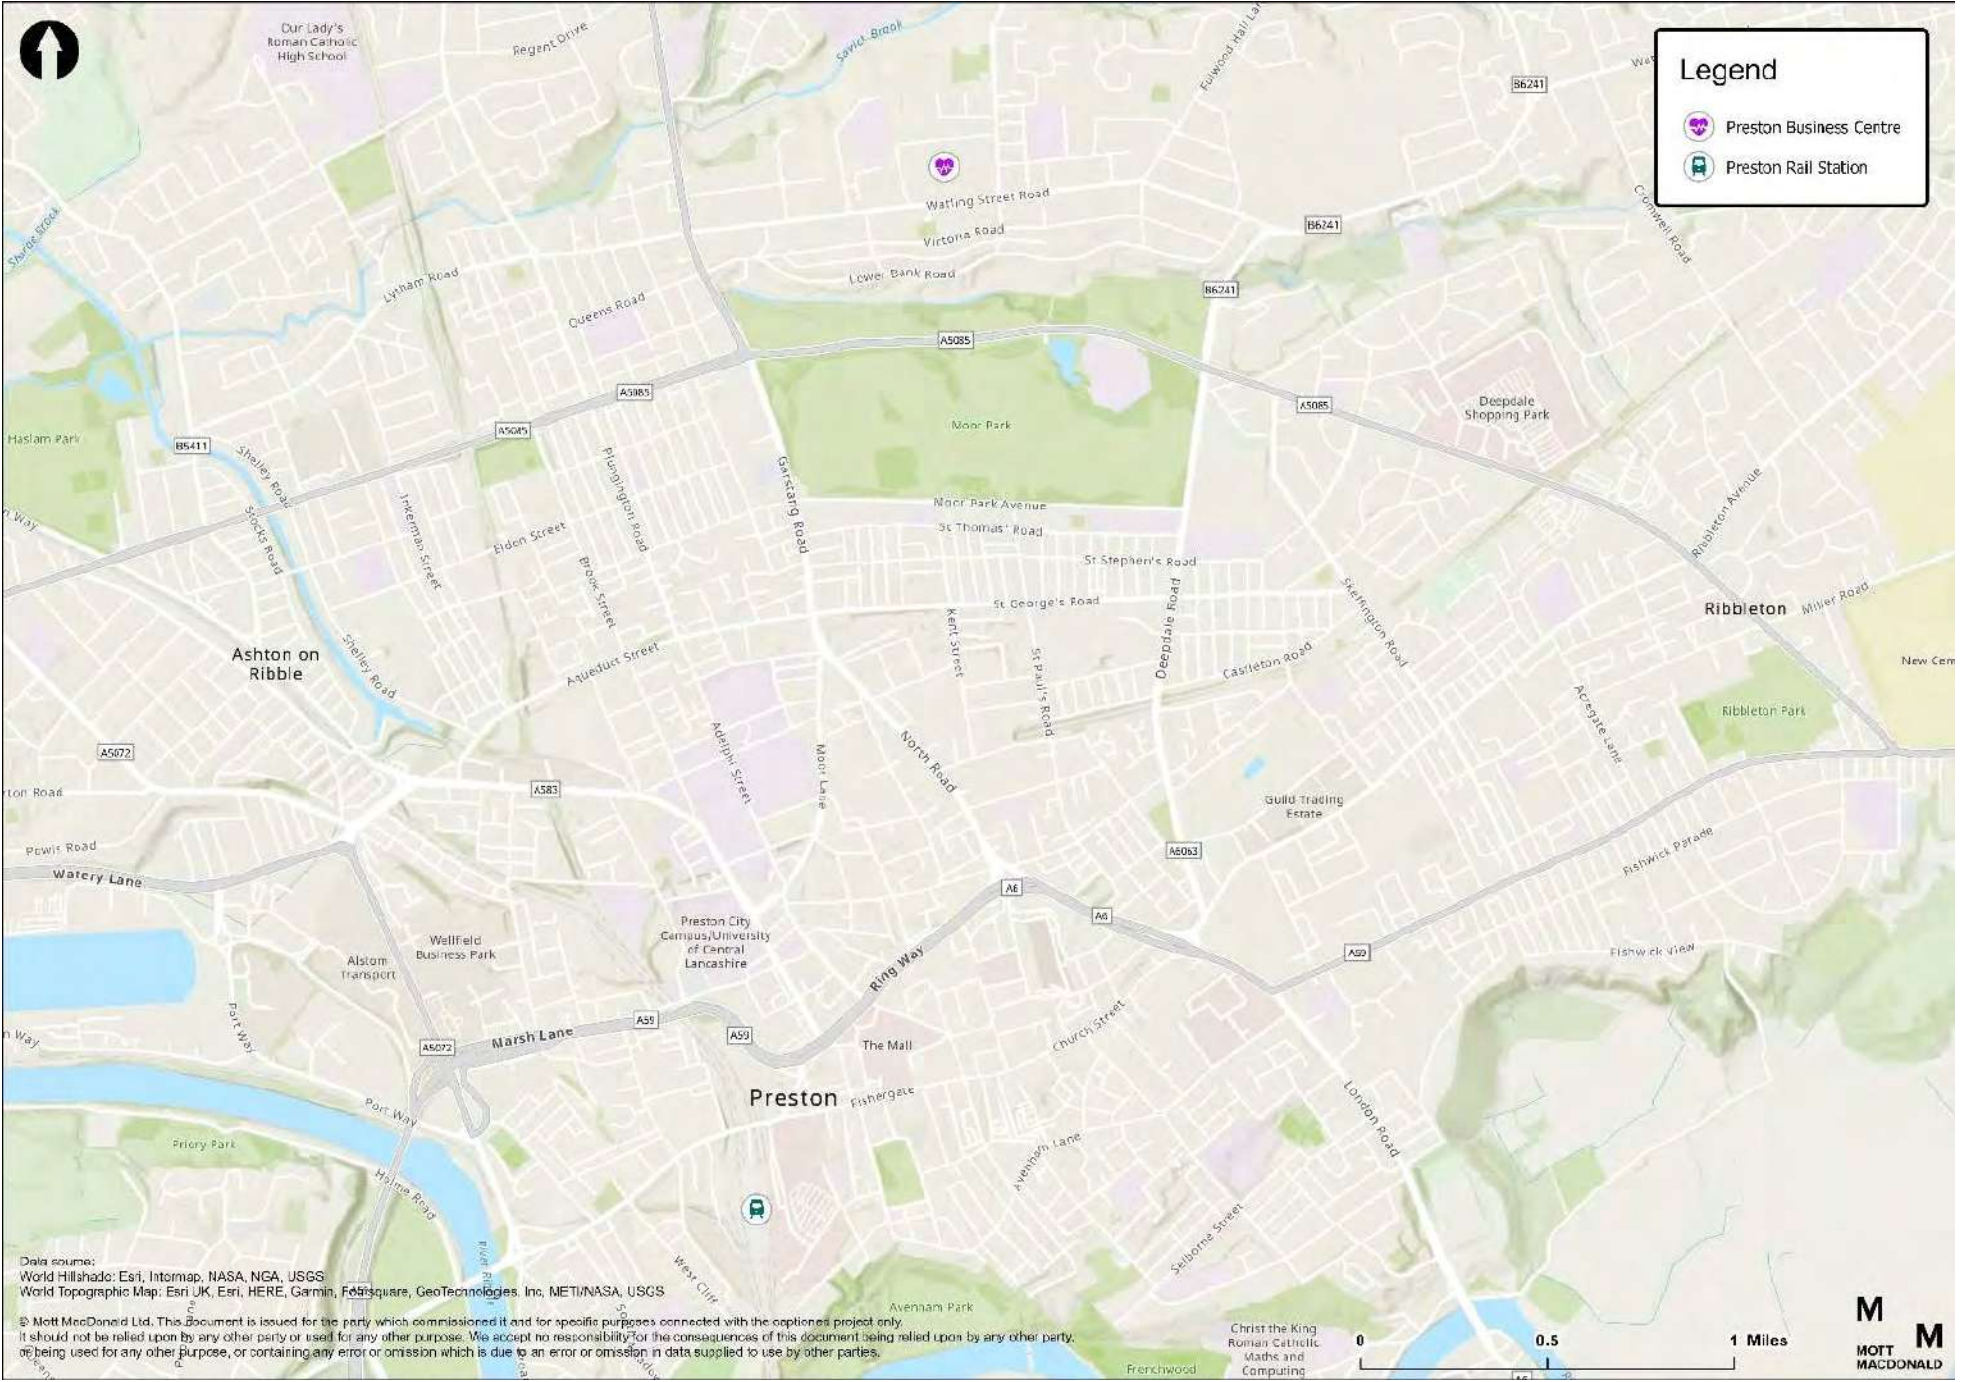 Our Lady's
Roman Catholic
High School
Regent Drive
Savick Brook
Fulwood Hall Lan
B6241
Wat
Legend
Preston Business Centre
Preston Rail Station
Watling Street Road
Victoria Road
Lower Bank Road
B6241
Cromwell Road
Sharoe Brook
Lytham Road
Queens Road
B6241
A5085
A5085
A5085
Deepdale
Shopping Park
Haslam Park
Moor Park
A5085
B5411
Shelley Road
Plungington Road
Garstang Road
Moor Park Avenue
St Thomas' Road
Ribbleton Avenue
n Way
Stocks Road
Inkerman Street
Eldon Street
Brook Street
St Stephen's Road
Skeffington Road
St George's Road
Deepdale Road
Kent Street
Ribbleton
Miller Road
Ashton on
Ribble
Shelley Road
Aqueduct Street
St Paul's Road
Castleton Road
New Cem
Acregate Lane
Ribbleton Park
A5072
Adelphi Street
Moor Lane
North Road
rton Road
A583
Guild Trading
Estate
Powis Road
A6063
Fishwick Parade
Watery Lane
A6
A6
Preston City
Campus/University
of Central
Lancashire
Wellfield
Business Park
Alstom
Transport
Ring Way
A59
Fishwick View
Port Way
n Way
A59
A59
Marsh Lane
A5072
The Mall
Church Street
Preston
Fishergate
London Road
Port Way
Priory Park
Avenham Lane
Holme Road
Selborne Street
River Ribble
West Cliff
Avenham Park
Frenchwood
Christ the King
Roman Catholic
Maths and
Computing
Data source:
World Hillshade: Esri, Intermap, NASA, NGA, USGS
World Topographic Map: Esri UK, Esri, HERE, Garmin, Foursquare, GeoTechnologies, Inc, METI/NASA, USGS
© Mott MacDonald Ltd. This document is issued for the party which commissioned it and for specific purposes connected with the captioned project only.
It should not be relied upon by any other party or used for any other purpose. We accept no responsibility for the consequences of this document being relied upon by any other party,
or being used for any other purpose, or containing any error or omission which is due to an error or omission in data supplied to use by other parties.
0 0.5 1 Miles
M
M
MOTT
MACDONALD